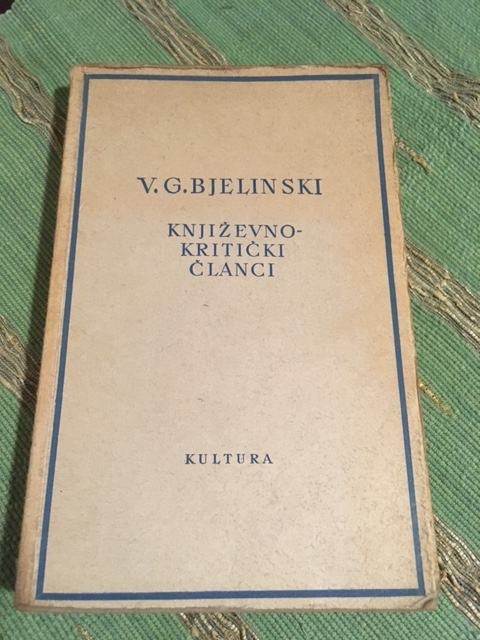 V. G. BJELINSKI
KNJIŽEVNO-
KRITIČKI
ČLANCI
KULTURA